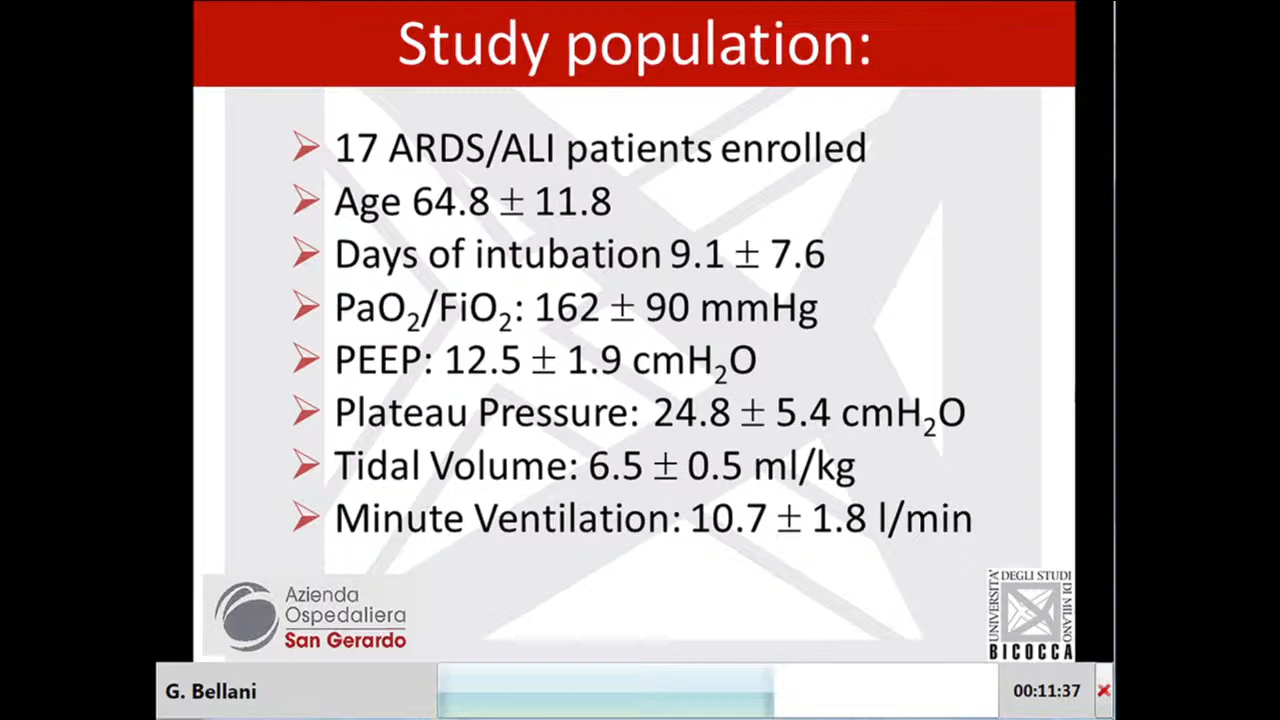 Study population:
17 ARDS/ALI patients enrolled
Age 64.8 ± 11.8
Days of intubation 9.1 ± 7.6
PaO₂/FiO₂: 162 ± 90 mmHg
PEEP: 12.5 ± 1.9 cmH₂O
Plateau Pressure: 24.8 ± 5.4 cmH₂O
Tidal Volume: 6.5 ± 0.5 ml/kg
Minute Ventilation: 10.7 ± 1.8 l/min
Azienda
Ospedaliera
San Gerardo
UNIVERSITA' DEGLI STUDI DI MILANO
BICOCCA
G. Bellani
00:11:37